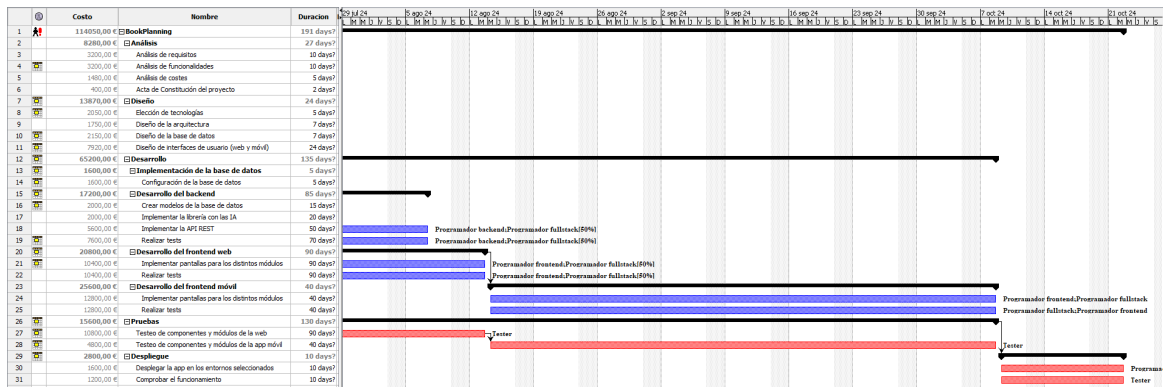 Costo Nombre Duracion 29 jul 24 5 ago 24 12 ago 24 19 ago 24 26 ago 24 2 sep 24 9 sep 24 16 sep 24 23 sep 24 30 sep 24 7 oct 24 14 oct 24 21 oct 24
L M M J V S D L M M J V S D L M M J V S D L M M J V S D L M M J V S D L M M J V S D L M M J V S D L M M J V S D L M M J V S D L M M J V S D L M M J V S D L M M J V S D L M M J V S
1 114050,00 € BookPlanning 191 days?
2 8280,00 € Análisis 27 days?
3 3200,00 € Análisis de requisitos 10 days?
4 3200,00 € Análisis de funcionalidades 10 days?
5 1480,00 € Análisis de costes 5 days?
6 400,00 € Acta de Constitución del proyecto 2 days?
7 13870,00 € Diseño 24 days?
8 2050,00 € Elección de tecnologías 5 days?
9 1750,00 € Diseño de la arquitectura 7 days?
10 2150,00 € Diseño de la base de datos 7 days?
11 7920,00 € Diseño de interfaces de usuario (web y móvil) 24 days?
12 65200,00 € Desarrollo 135 days?
13 1600,00 € Implementación de la base de datos 5 days?
14 1600,00 € Configuración de la base de datos 5 days?
15 17200,00 € Desarrollo del backend 85 days?
16 2000,00 € Crear modelos de la base de datos 15 days?
17 2000,00 € Implementar la librería con las IA 20 days?
18 5600,00 € Implementar la API REST 50 days? Programador backend;Programador fullstack[50%]
19 7600,00 € Realizar tests 70 days? Programador backend;Programador fullstack[50%]
20 20800,00 € Desarrollo del frontend web 90 days?
21 10400,00 € Implementar pantallas para los distintos módulos 90 days? Programador frontend;Programador fullstack[50%]
22 10400,00 € Realizar tests 90 days? Programador frontend;Programador fullstack[50%]
23 25600,00 € Desarrollo del frontend móvil 40 days?
24 12800,00 € Implementar pantallas para los distintos módulos 40 days? Programador frontend;Programador fullstack
25 12800,00 € Realizar tests 40 days? Programador fullstack;Programador frontend
26 15600,00 € Pruebas 130 days?
27 10800,00 € Testeo de componentes y módulos de la web 90 days? Tester
28 4800,00 € Testeo de componentes y módulos de la app móvil 40 days? Tester
29 2800,00 € Despliegue 10 days?
30 1600,00 € Desplegar la app en los entornos seleccionados 10 days? Programa
31 1200,00 € Comprobar el funcionamiento 10 days? Tester